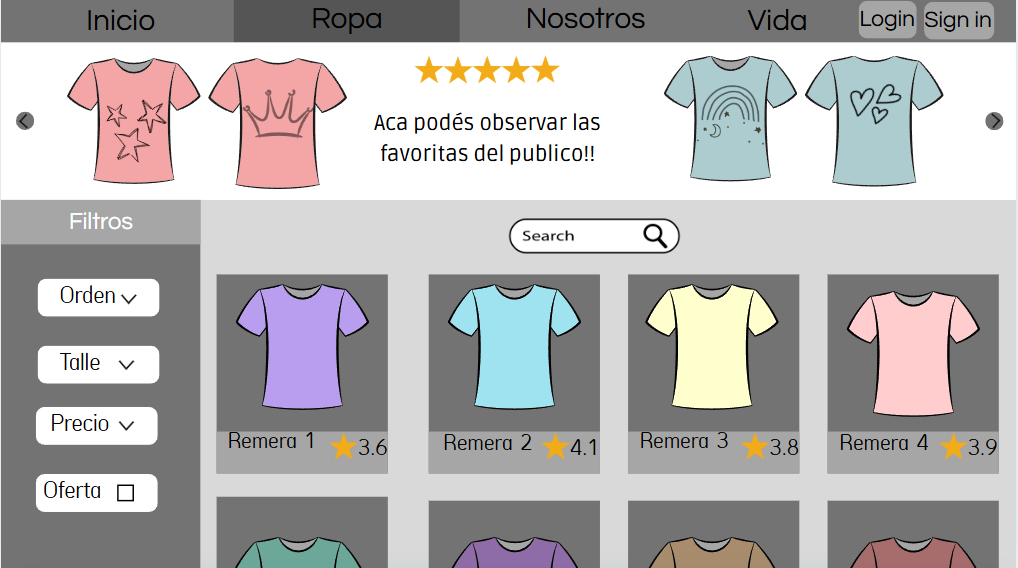 Inicio
Ropa
Nosotros
Vida
Login
Sign in
Aca podés observar las
favoritas del publico!!
Filtros
Search
Orden
Talle
Precio
Oferta
Remera 1
3.6
Remera 2
4.1
Remera 3
3.8
Remera 4
3.9